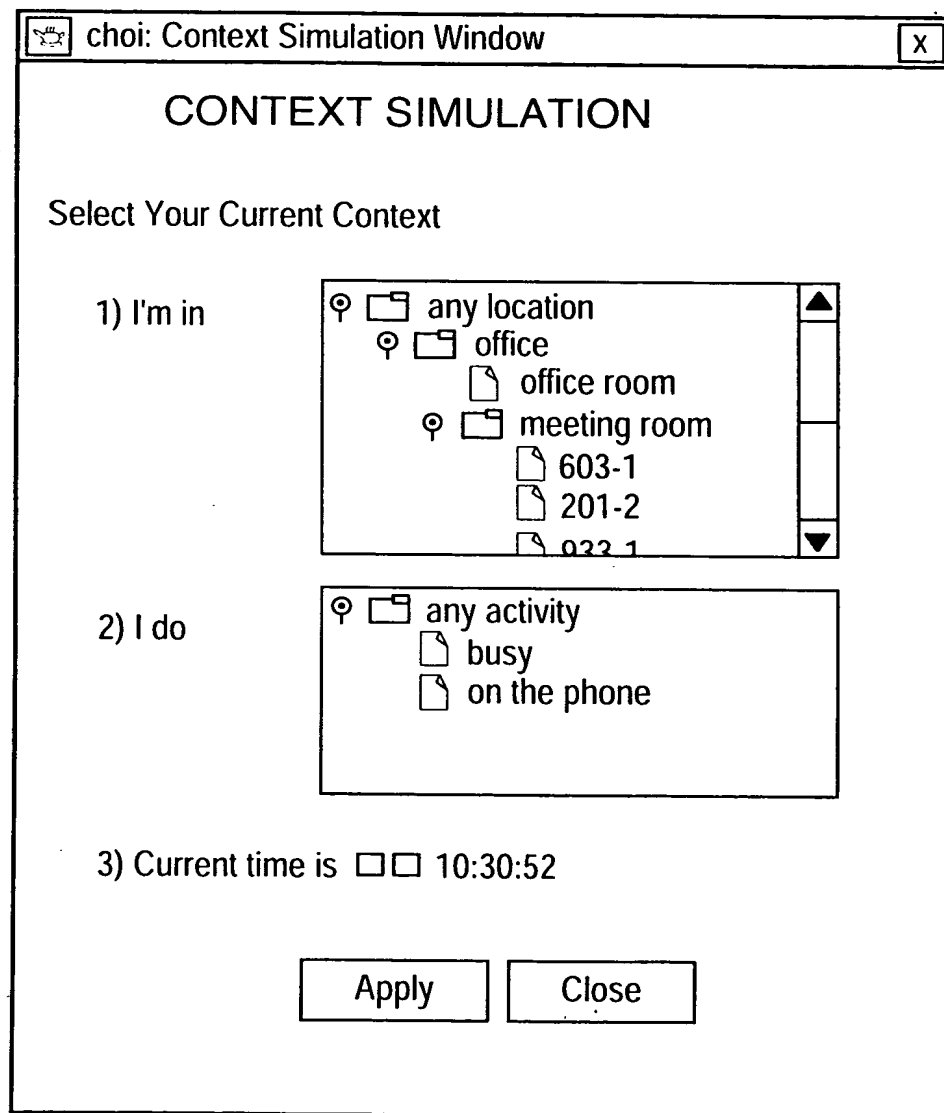 choi: Context Simulation Window X
CONTEXT SIMULATION
Select Your Current Context
1) I'm in
any location
office
office room
meeting room
603-1
201-2
933-1
2) I do
any activity
busy
on the phone
3) Current time is □□ 10:30:52
Apply Close